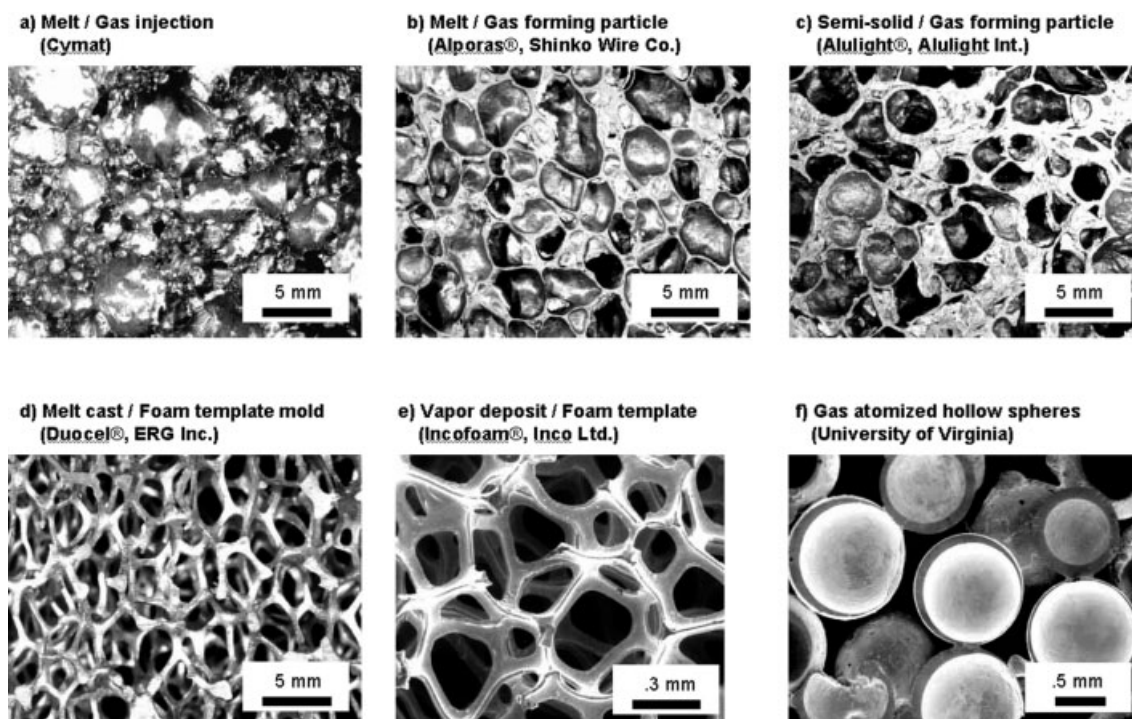 a) Melt / Gas injection
(Cymat)
5 mm
b) Melt / Gas forming particle
(Alporas®, Shinko Wire Co.)
5 mm
c) Semi-solid / Gas forming particle
(Alulight®, Alulight Int.)
5 mm
d) Melt cast / Foam template mold
(Duocel®, ERG Inc.)
5 mm
e) Vapor deposit / Foam template
(Incofoam®, Inco Ltd.)
.3 mm
f) Gas atomized hollow spheres
(University of Virginia)
.5 mm